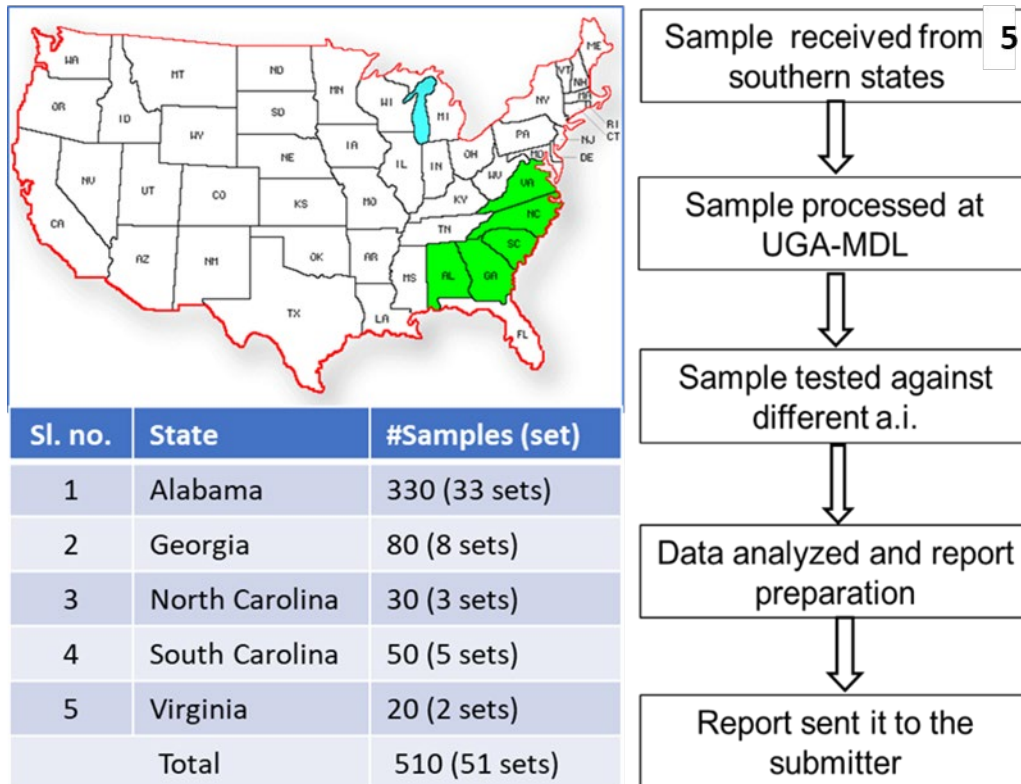 WA
MT
ND
MN
ME
OR
ID
SD
WI
MI
VT
NH
NY
MA
RI
CT
WY
IA
PA
NJ
NE
OH
MD
DE
NV
UT
CO
IL
IN
WV
VA
KS
MO
KY
CA
NC
TN
AZ
NM
OK
AR
SC
MS
AL
GA
TX
LA
FL
Sl. no. State #Samples (set)
1 Alabama 330 (33 sets)
2 Georgia 80 (8 sets)
3 North Carolina 30 (3 sets)
4 South Carolina 50 (5 sets)
5 Virginia 20 (2 sets)
Total 510 (51 sets)
Sample received from 5
southern states
Sample processed at
UGA-MDL
Sample tested against
different a.i.
Data analyzed and report
preparation
Report sent it to the
submitter